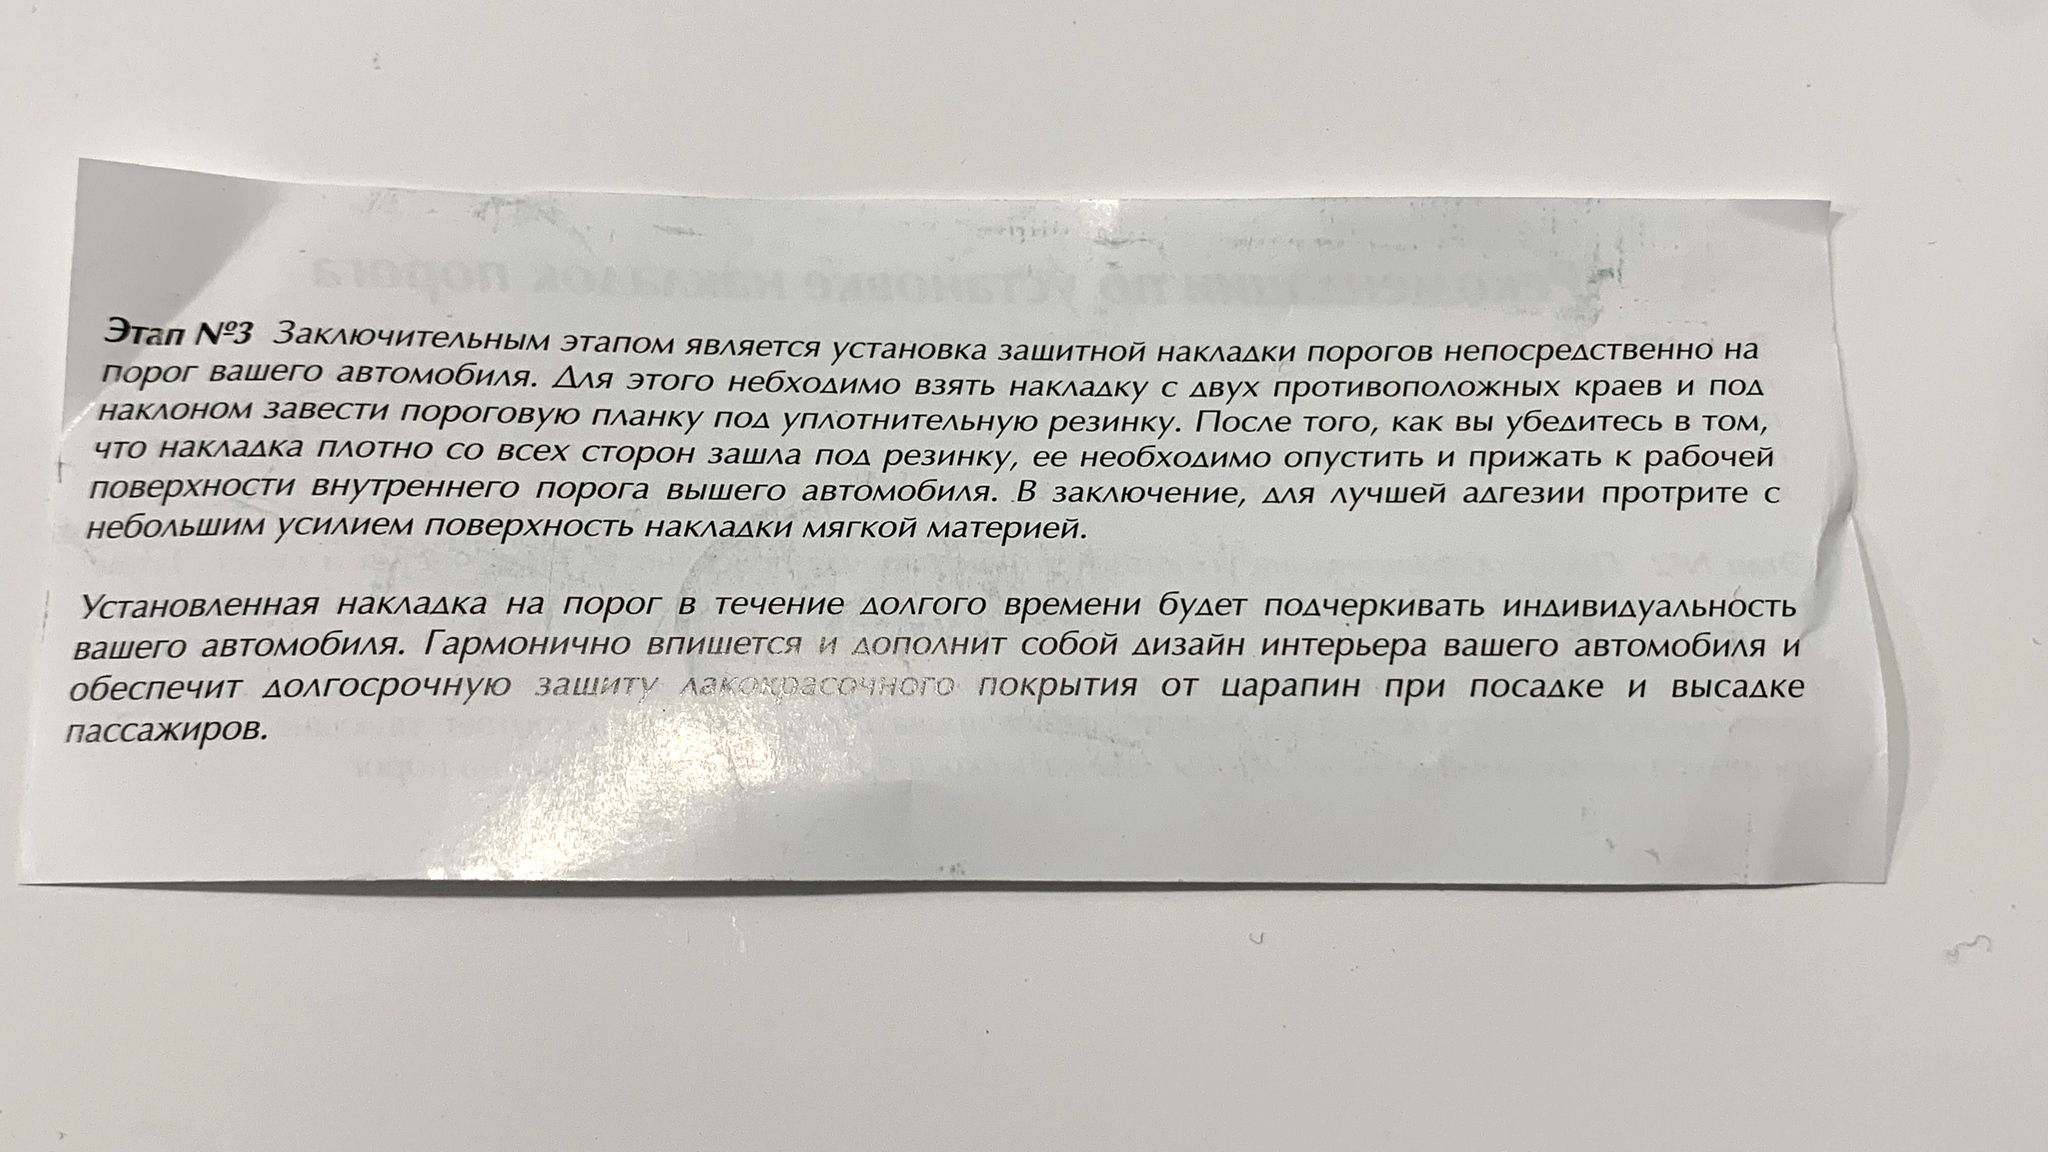 Этап №3 Заключительным этапом является установка защитной накладки порогов непосредственно на
порог вашего автомобиля. Для этого небходимо взять накладку с двух противоположных краев и под
наклоном завести пороговую планку под уплотнительную резинку. После того, как вы убедитесь в том,
что накладка плотно со всех сторон зашла под резинку, ее необходимо опустить и прижать к рабочей
поверхности внутреннего порога вышего автомобиля. В заключение, для лучшей адгезии протрите с
небольшим усилием поверхность накладки мягкой материей.
Установленная накладка на порог в течение долгого времени будет подчеркивать индивидуальность
вашего автомобиля. Гармонично впишется и дополнит собой дизайн интерьера вашего автомобиля и
обеспечит долгосрочную защиту лакокрасочного покрытия от царапин при посадке и высадке
пассажиров.